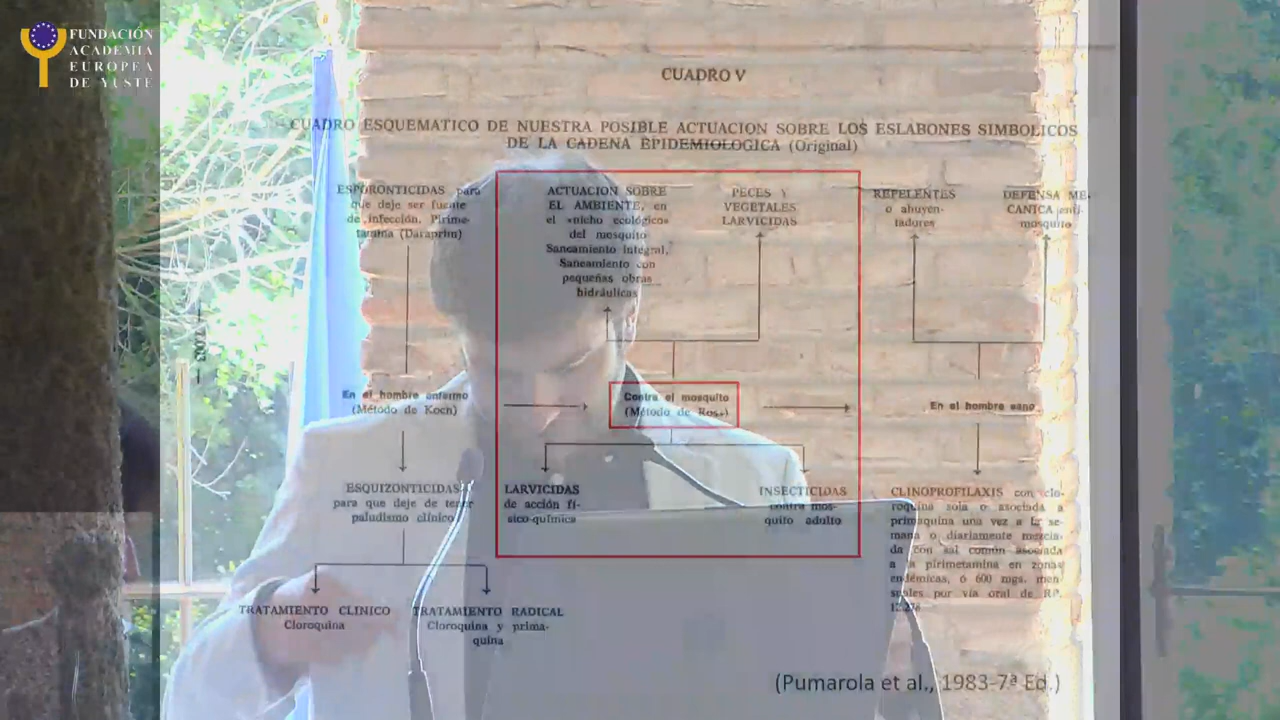 FUNDACIÓN
ACADEMIA
EUROPEA
DE YUSTE
CUADRO V
CUADRO ESQUEMATICO DE NUESTRA POSIBLE ACTUACION SOBRE LOS ESLABONES SIMBOLICOS
DE LA CADENA EPIDEMIOLOGICA (Original)
ESPORONTICIDAS para
que deje ser fuente
de infección. Pirime-
tamina (Daraprim)
ACTUACION SOBRE
EL AMBIENTE, en
el «nicho ecológico»
del mosquito
Saneamiento integral.
Saneamiento con
pequeñas obras
hidráulicas
PECES Y
VEGETALES
LARVICIDAS
REPELENTES
o ahuyen-
tadores
DEFENSA ME-
CANICA anti-
mosquito
En el hombre enfermo
(Método de Koch)
Contra el mosquito
(Método de Ross)
En el hombre sano
ESQUIZONTICIDAS
para que deje de tener
paludismo clínico
LARVICIDAS
de acción fí-
sico-química
INSECTICIDAS
contra mos-
quito adulto
CLINOPROFILAXIS con clo-
roquina sola o asociada a
primaquina una vez a la se-
mana o diariamente mezcla-
da con sal común asociada
a la pirimetamina en zonas
endémicas, ó 600 mgs. men-
suales por vía oral de RP.
TRATAMIENTO CLINICO
Cloroquina
TRATAMIENTO RADICAL
Cloroquina y prima-
quina
(Pumarola et al., 1983-7ª Ed.)